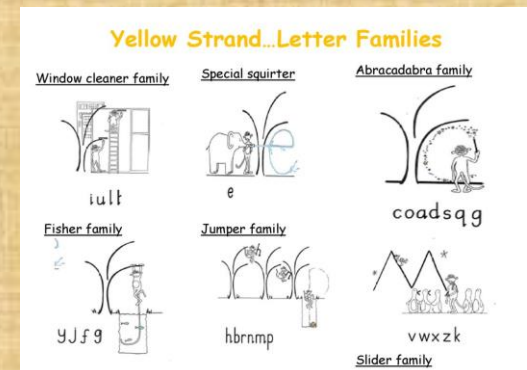 Yellow Strand...Letter Families
Window cleaner family
Special squirter
Abracadabra family
iult
e
coadsqg
Fisher family
Jumper family
yjfg
hbrnmp
vwxzk
Slider family